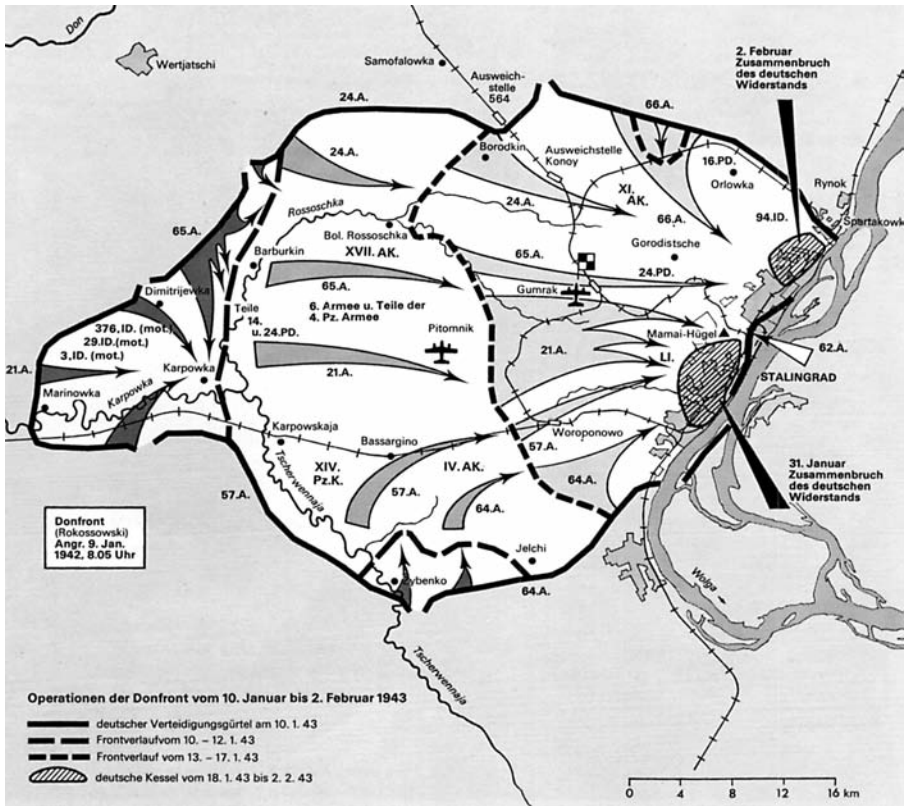 Don
Wertjatschi
Samofalowka
Ausweich-
stelle
564
2. Februar
Zusammenbruch
des deutschen
Widerstands
24.A.
66.A.
24.A.
Borodkin
Ausweichstelle
Konoy
16.PD.
Orlowka
XI.
AK.
Rynok
Spartakowka
94.ID.
24.A.
66.A.
Rossoschka
65.A.
Bol. Rossoschka
XVII. AK.
Barburkin
Gorodistsche
65.A.
24.PD.
65.A.
Gumrak
Dimitrijewka
Teile
14.
u. 24.PD.
6. Armee u. Teile der
4. Pz. Armee
376.ID. (mot.)
29.ID.(mot.)
3.ID. (mot.)
Pitomnik
Mamai-Hügel
62.A.
21.A.
21.A.
21.A.
LI.
STALINGRAD
Karpowka
Marinowka
Karpowka
Karpowskaja
Bassargino
Woroponowo
57.A.
XIV.
Pz.K.
IV. AK.
57.A.
57.A.
64.A.
64.A.
31. Januar
Zusammenbruch
des deutschen
Widerstands
Tscherwennaja
Donfront
(Rokossowski)
Angr. 9. Jan.
1942, 8.05 Uhr
Jelchi
64.A.
Wolga
Tscherwennaja
Operationen der Donfront vom 10. Januar bis 2. Februar 1943
deutscher Verteidigungsgürtel am 10. 1. 43
Frontverlauf vom 10. – 12. 1. 43
Frontverlauf vom 13. – 17. 1. 43
deutsche Kessel vom 18. 1. 43 bis 2. 2. 43
0 4 8 12 16 km